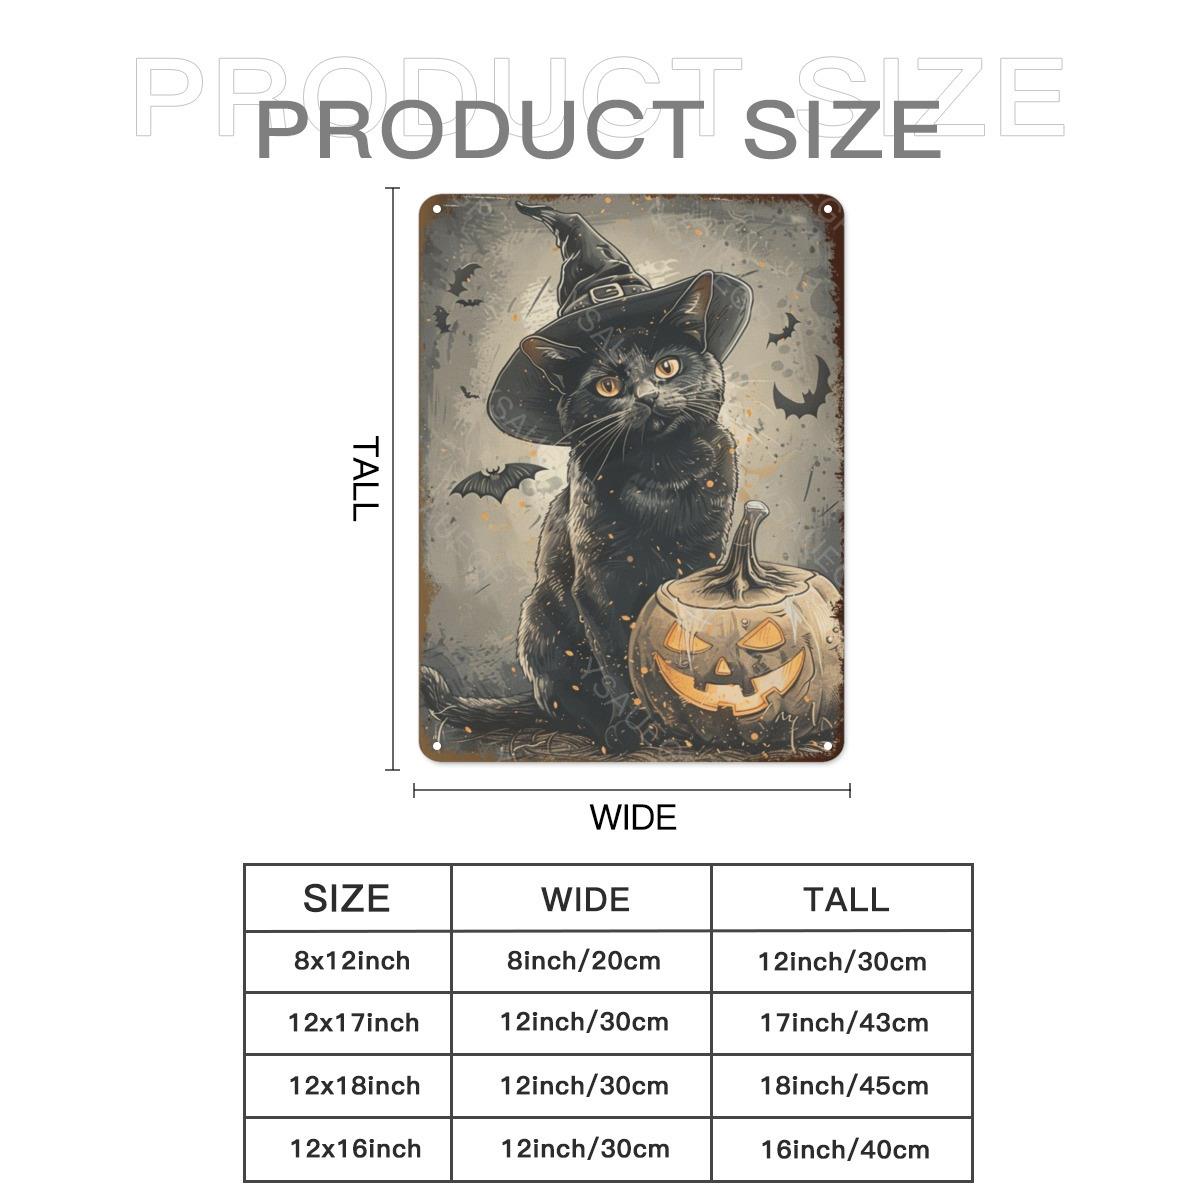 PRODUCT SIZE
PRODUCT SIZE
TALL
WIDE
SIZE WIDE TALL
8x12inch 8inch/20cm 12inch/30cm
12x17inch 12inch/30cm 17inch/43cm
12x18inch 12inch/30cm 18inch/45cm
12x16inch 12inch/30cm 16inch/40cm